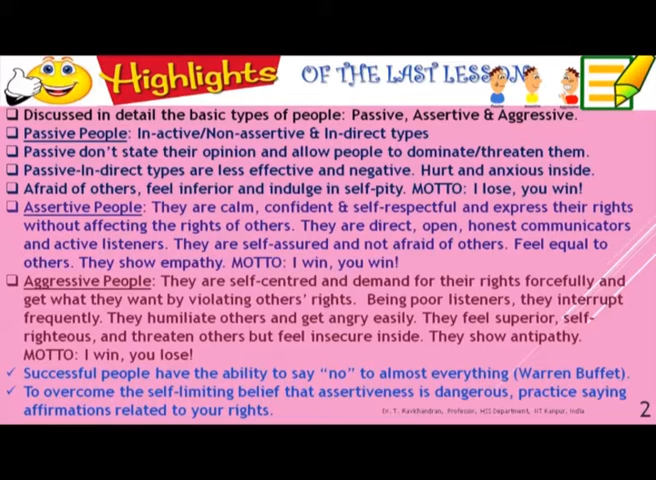 Highlights OF THE LAST LESSON
❑ Discussed in detail the basic types of people: Passive, Assertive & Aggressive.
❑ Passive People: In-active/Non-assertive & In-direct types
❑ Passive don't state their opinion and allow people to dominate/threaten them.
❑ Passive-In-direct types are less effective and negative. Hurt and anxious inside.
❑ Afraid of others, feel inferior and indulge in self-pity. MOTTO: I lose, you win!
❑ Assertive People: They are calm, confident & self-respectful and express their rights
without affecting the rights of others. They are direct, open, honest communicators
and active listeners. They are self-assured and not afraid of others. Feel equal to
others. They show empathy. MOTTO: I win, you win!
❑ Aggressive People: They are self-centred and demand for their rights forcefully and
get what they want by violating others' rights. Being poor listeners, they interrupt
frequently. They humiliate others and get angry easily. They feel superior, self-
righteous, and threaten others but feel insecure inside. They show antipathy.
MOTTO: I win, you lose!
✓ Successful people have the ability to say "no" to almost everything (Warren Buffet).
✓ To overcome the self-limiting belief that assertiveness is dangerous, practice saying
affirmations related to your rights.
Dr. T. Ravichandran, Professor, HSS Department, IIT Kanpur, India
2